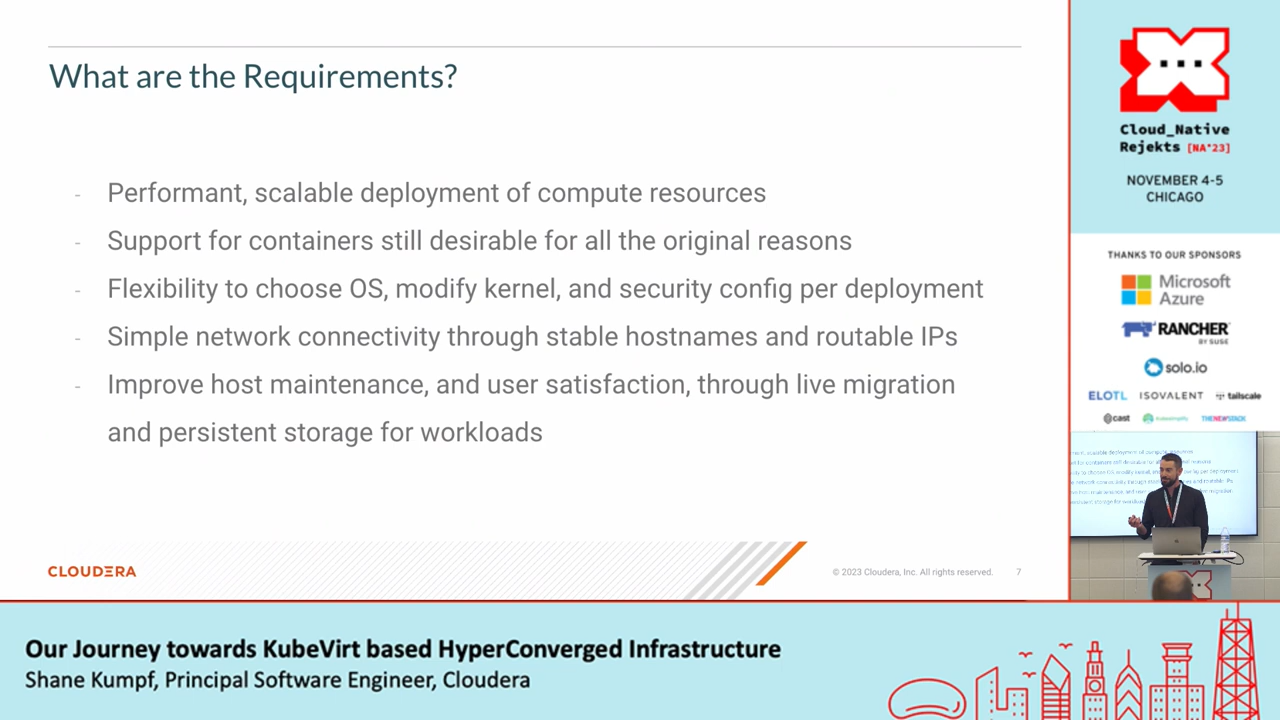 What are the Requirements?
- Performant, scalable deployment of compute resources
- Support for containers still desirable for all the original reasons
- Flexibility to choose OS, modify kernel, and security config per deployment
- Simple network connectivity through stable hostnames and routable IPs
- Improve host maintenance, and user satisfaction, through live migration
and persistent storage for workloads
CLOUDERA
© 2023 Cloudera, Inc. All rights reserved.
7
Cloud_Native
Rejekts [NA*23]
NOVEMBER 4-5
CHICAGO
THANKS TO OUR SPONSORS
Microsoft
Azure
RANCHER
BY SUSE
solo.io
ELOTL ISOVALENT tailscale
cast kubesimplify THENEWSTACK
Our Journey towards KubeVirt based HyperConverged Infrastructure
Shane Kumpf, Principal Software Engineer, Cloudera